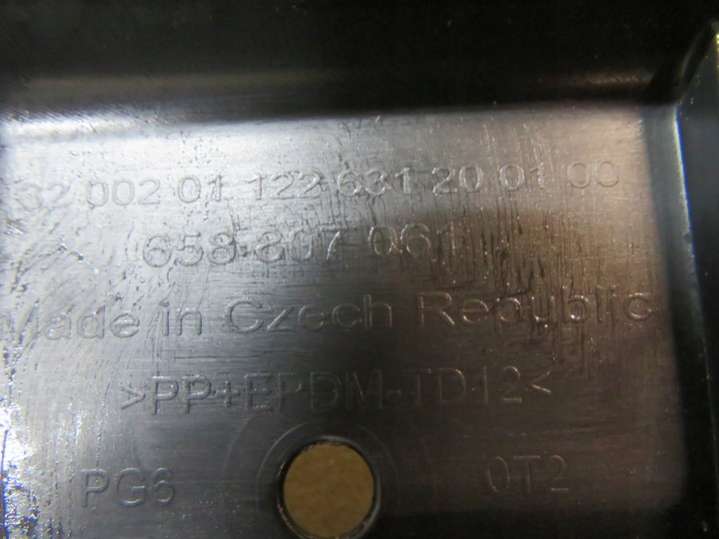 32 002 01 122 631 20 01 00
658 807 061
Made in Czech Republic
>PP+EPDM-TD12<
PG6 0T2